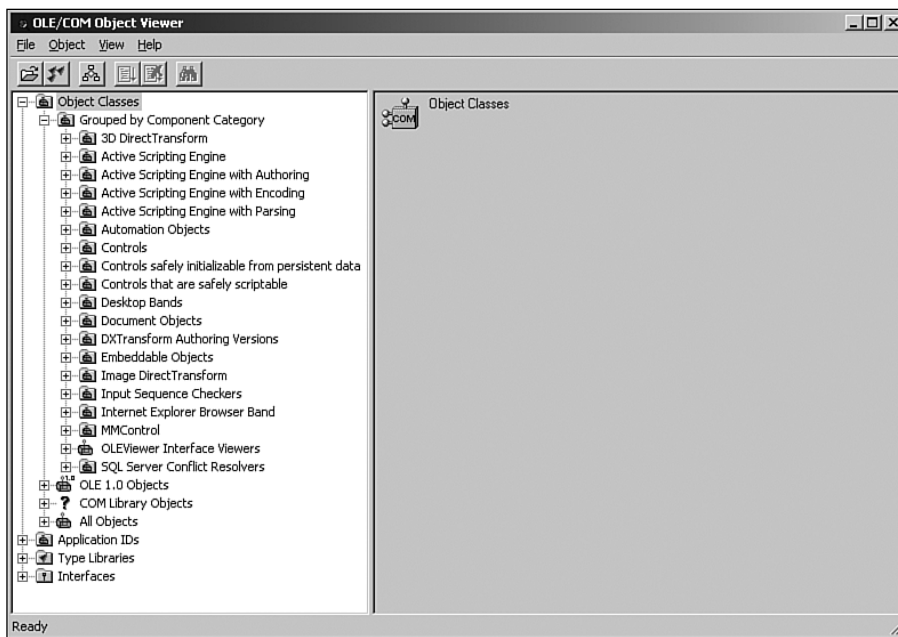 OLE/COM Object Viewer
File Object View Help
Object Classes
Grouped by Component Category
3D DirectTransform
Active Scripting Engine
Active Scripting Engine with Authoring
Active Scripting Engine with Encoding
Active Scripting Engine with Parsing
Automation Objects
Controls
Controls safely initializable from persistent data
Controls that are safely scriptable
Desktop Bands
Document Objects
DXTransform Authoring Versions
Embeddable Objects
Image DirectTransform
Input Sequence Checkers
Internet Explorer Browser Band
MMControl
OLEViewer Interface Viewers
SQL Server Conflict Resolvers
OLE 1.0 Objects
COM Library Objects
All Objects
Application IDs
Type Libraries
Interfaces
COM
Object Classes
Ready